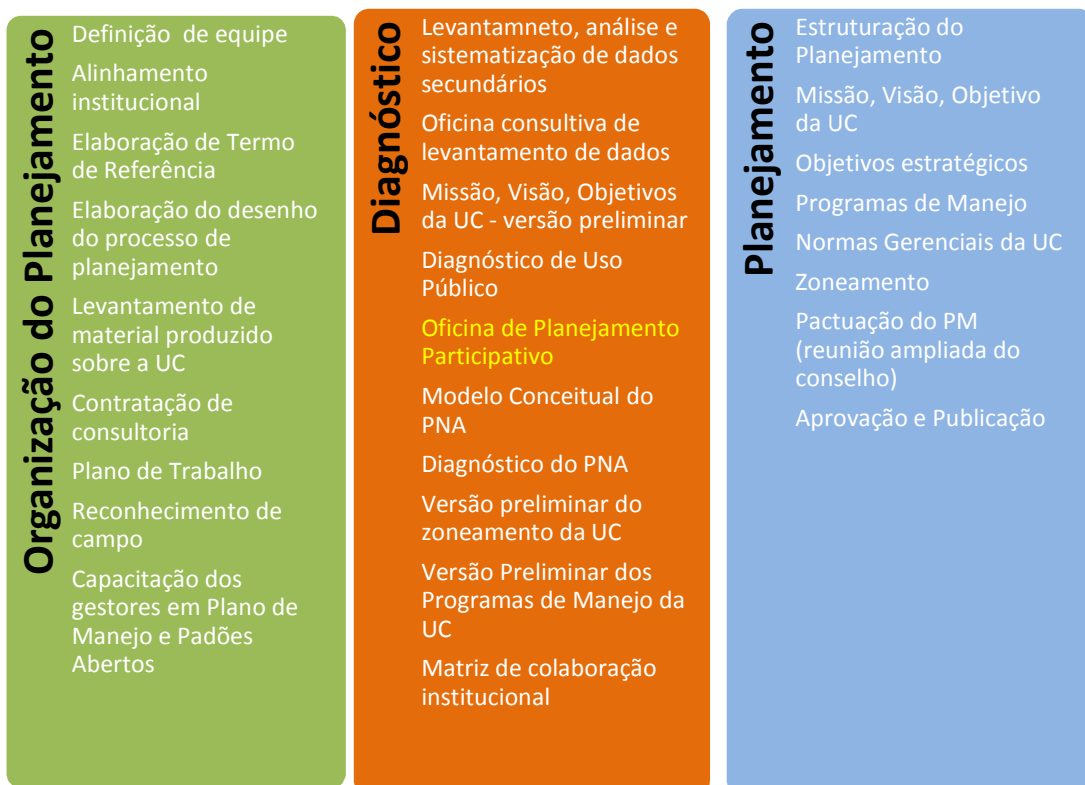 Organização do Planejamento
Definição de equipe
Alinhamento
institucional
Elaboração de Termo
de Referência
Elaboração do desenho
do processo de
planejamento
Levantamento de
material produzido
sobre a UC
Contratação de
consultoria
Plano de Trabalho
Reconhecimento de
campo
Capacitação dos
gestores em Plano de
Manejo e Padões
Abertos
Diagnóstico
Levantamneto, análise e
sistematização de dados
secundários
Oficina consultiva de
levantamento de dados
Missão, Visão, Objetivos
da UC - versão preliminar
Diagnóstico de Uso
Público
Oficina de Planejamento
Participativo
Modelo Conceitual do
PNA
Diagnóstico do PNA
Versão preliminar do
zoneamento da UC
Versão Preliminar dos
Programas de Manejo da
UC
Matriz de colaboração
institucional
Planejamento
Estruturação do
Planejamento
Missão, Visão, Objetivo
da UC
Objetivos estratégicos
Programas de Manejo
Normas Gerenciais da UC
Zoneamento
Pactuação do PM
(reunião ampliada do
conselho)
Aprovação e Publicação